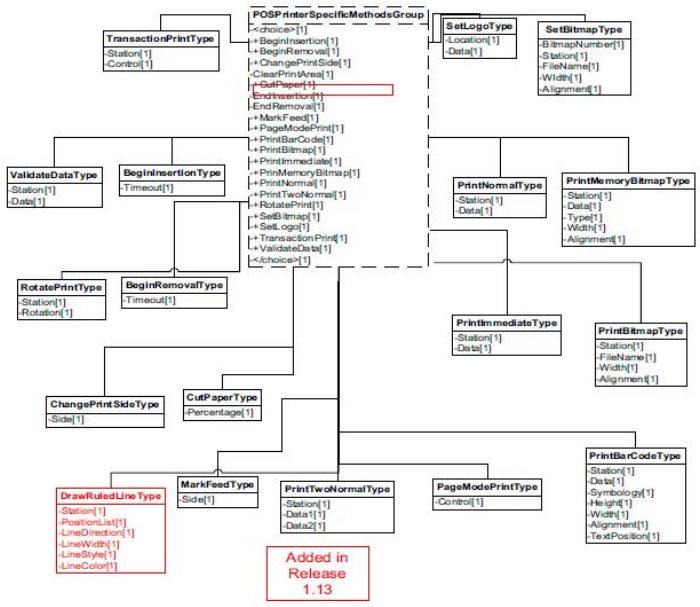 POSPrinterSpecificMethodsGroup
-<choice>[1]
-+BeginInsertion[1]
-+BeginRemoval[1]
-+ChangePrintSide[1]
-ClearPrintArea[1]
-+CutPaper[1]
-EndInsertion[1]
-EndRemoval[1]
-+MarkFeed[1]
-+PageModePrint[1]
-+PrintBarCode[1]
-+PrintBitmap[1]
-+PrintImmediate[1]
-+PrinMemoryBitmap[1]
-+PrintNormal[1]
-+PrintTwoNormal[1]
-+RotatePrint[1]
-+SetBitmap[1]
-+SetLogo[1]
-+TransactionPrint[1]
-+ValidateData[1]
-</choice>[1]
TransactionPrintType
-Station[1]
-Control[1]
SetLogoType
-Location[1]
-Data[1]
SetBitmapType
-BitmapNumber[1]
-Station[1]
-FileName[1]
-Width[1]
-Alignment[1]
ValidateDataType
-Station[1]
-Data[1]
BeginInsertionType
-Timeout[1]
PrintNormalType
-Station[1]
-Data[1]
PrintMemoryBitmapType
-Station[1]
-Data[1]
-Type[1]
-Width[1]
-Alignment[1]
RotatePrintType
-Station[1]
-Rotation[1]
BeginRemovalType
-Timeout[1]
PrintImmediateType
-Station[1]
-Data[1]
PrintBitmapType
-Station[1]
-FileName[1]
-Width[1]
-Alignment[1]
ChangePrintSideType
-Side[1]
CutPaperType
-Percentage[1]
DrawRuledLineType
-Station[1]
-PositionList[1]
-LineDirection[1]
-LineWidth[1]
-LineStyle[1]
-LineColor[1]
MarkFeedType
-Side[1]
PrintTwoNormalType
-Station[1]
-Data1[1]
-Data2[1]
PageModePrintType
-Control[1]
PrintBarCodeType
-Station[1]
-Data[1]
-Symbology[1]
-Height[1]
-Width[1]
-Alignment[1]
-TextPosition[1]
Added in
Release
1.13